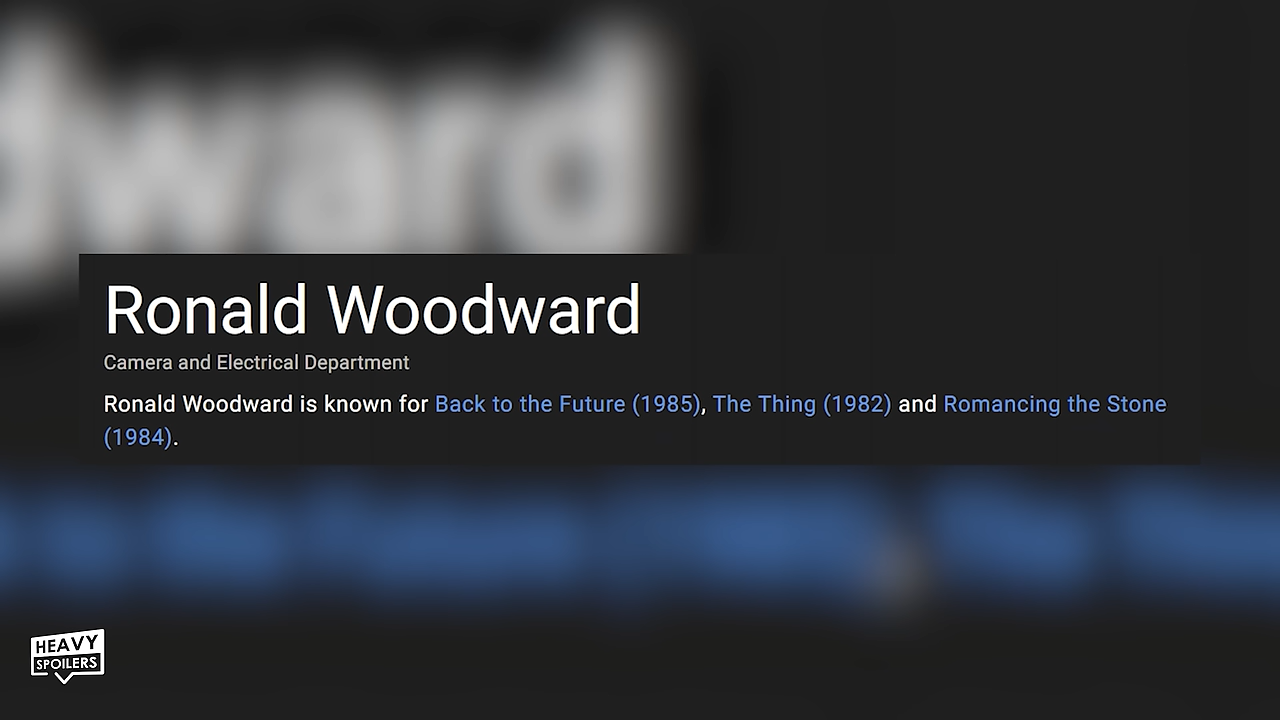 dward
Ronald Woodward
Camera and Electrical Department
Ronald Woodward is known for Back to the Future (1985), The Thing (1982) and Romancing the Stone
(1984).
HEAVY
SPOILERS